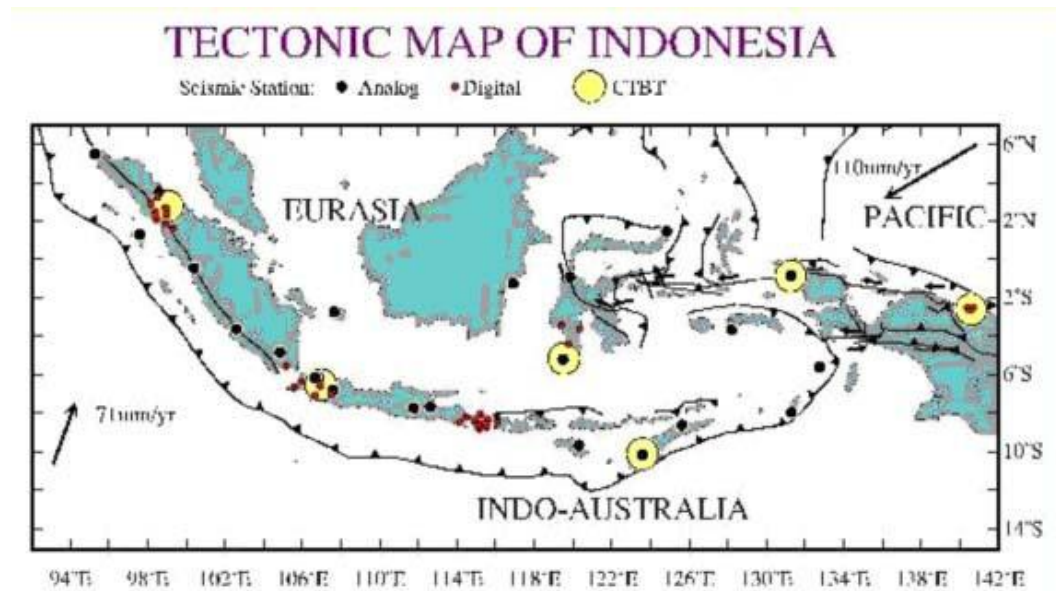 TECTONIC MAP OF INDONESIA
Seismic Station: Analog Digital CTBT
6°N
110mm/yr
EURASIA
PACIFIC
2°N
2°S
6°S
71mm/yr
10°S
INDO-AUSTRALIA
14°S
94°E 98°E 102°E 106°E 110°E 114°E 118°E 122°E 126°E 130°E 134°E 138°E 142°E